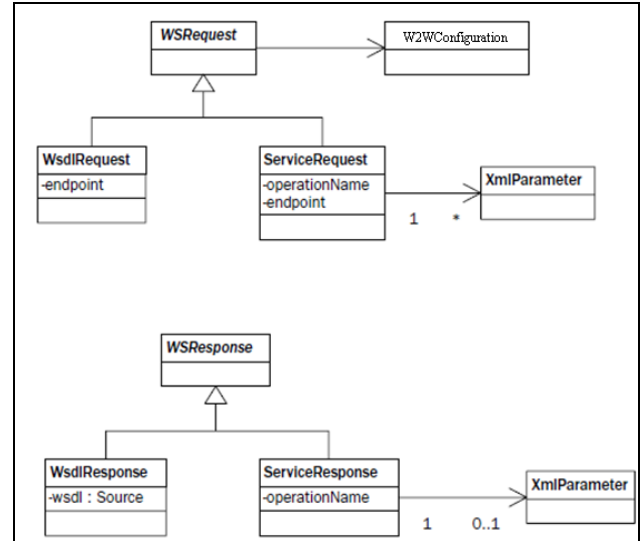 WSRequest
W2WConfiguration
WsdlRequest
-endpoint
ServiceRequest
-operationName
-endpoint
XmlParameter
1 *
WSResponse
WsdlResponse
-wsdl : Source
ServiceResponse
-operationName
XmlParameter
1 0..1